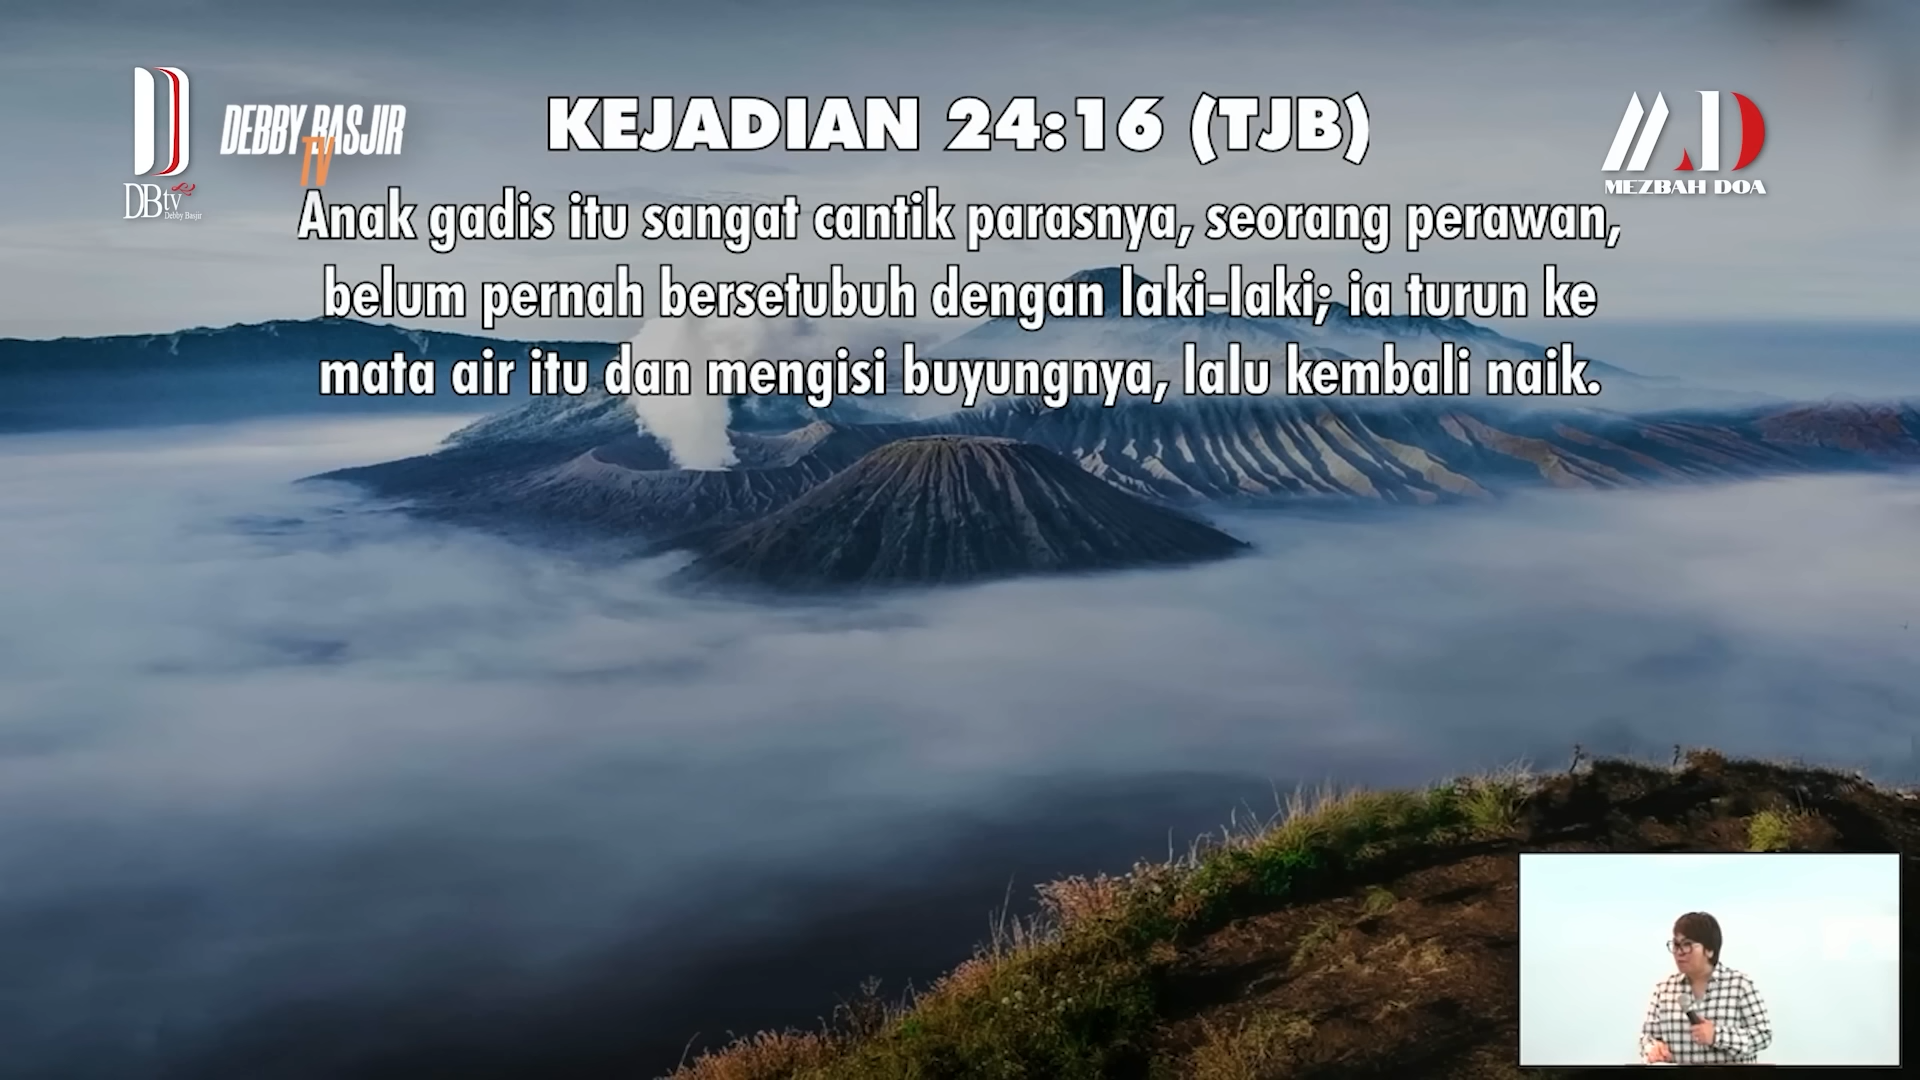 DEBBY BASJIR
TV
DBtv
Debby Basjir
KEJADIAN 24:16 (TJB)
MEZBAH DOA
Anak gadis itu sangat cantik parasnya, seorang perawan,
belum pernah bersetubuh dengan laki-laki; ia turun ke
mata air itu dan mengisi buyungnya, lalu kembali naik.